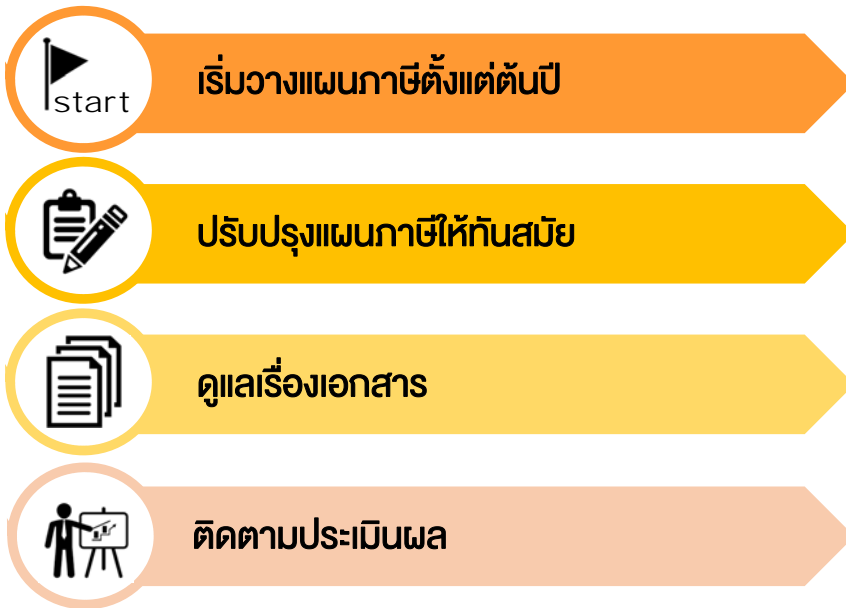 start
เริ่มวางแผนภาษีตั้งแต่ต้นปี
ปรับปรุงแผนภาษีให้ทันสมัย
ดูแลเรื่องเอกสาร
ติดตามประเมินผล